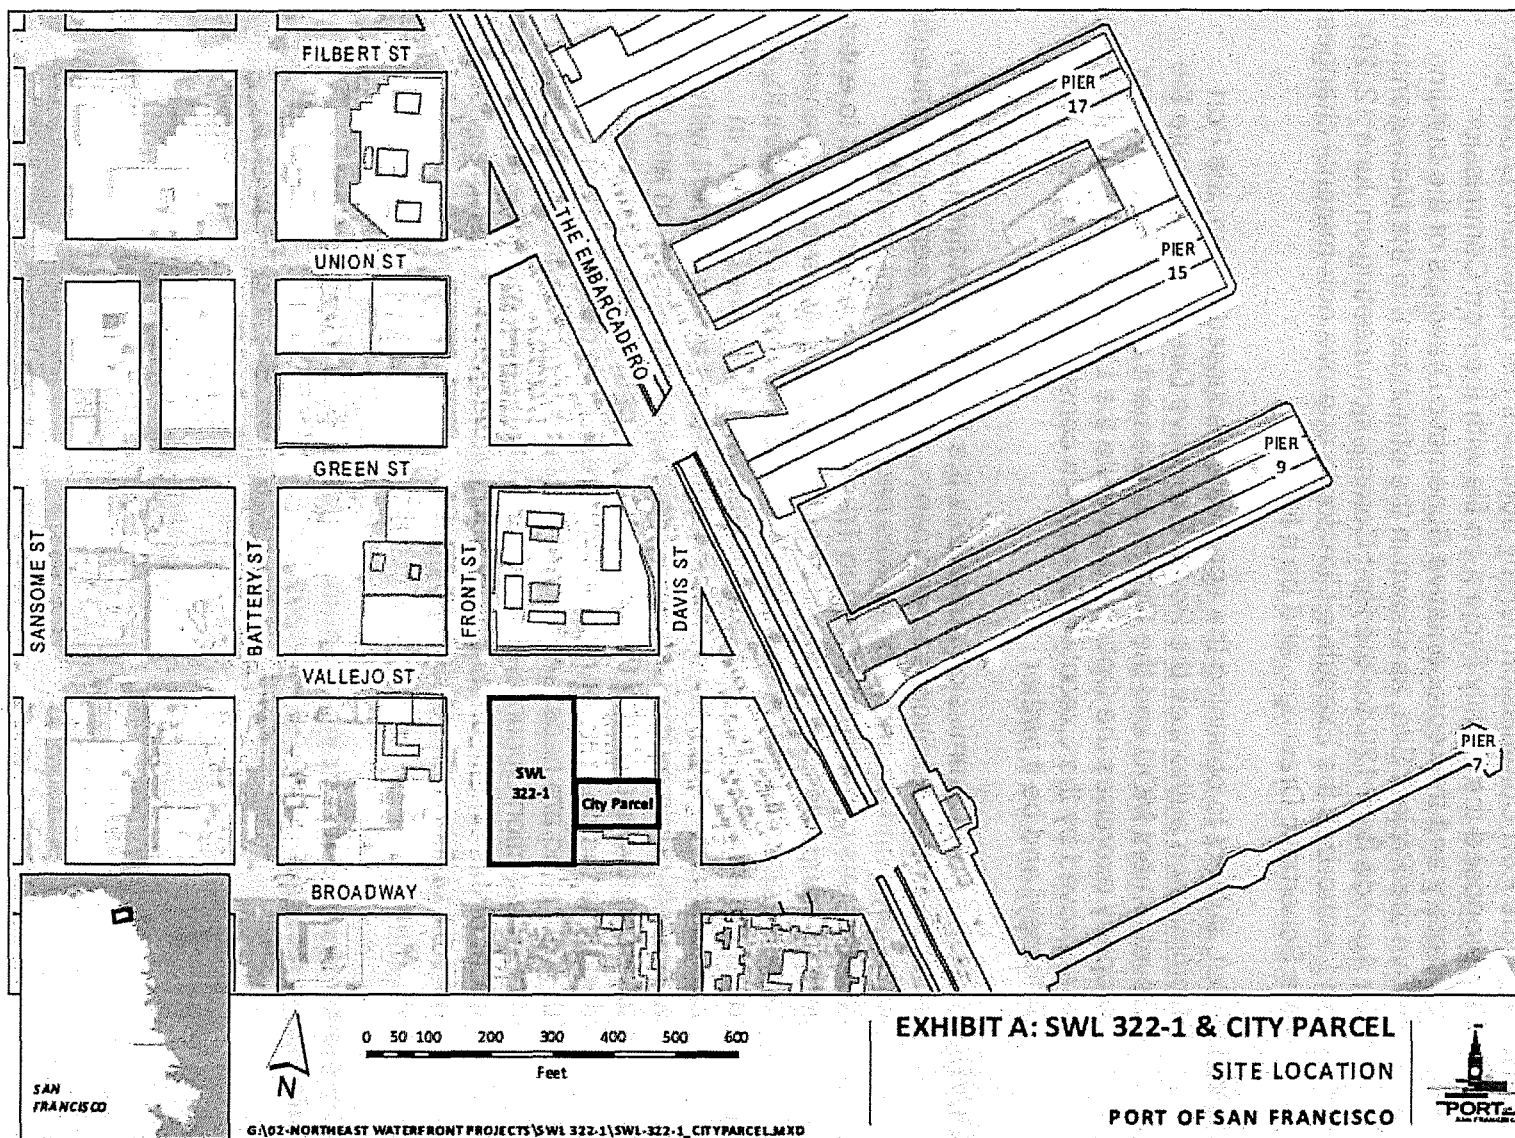 FILBERT ST
PIER
17
THE EMBARCADERO
UNION ST
PIER
15
GREEN ST
PIER
9
SANSOME ST
BATTERY ST
FRONT ST
DAVIS ST
VALLEJO ST
SWL
322-1
City Parcel
PIER
7
BROADWAY
SAN
FRANCISCO
N
0 50 100 200 300 400 500 600
Feet
G:\02-NORTHEAST WATERFRONT PROJECTS\SWL 322-1\SWL-322-1_CITYPARCEL.MXD
EXHIBIT A: SWL 322-1 & CITY PARCEL
SITE LOCATION
PORT OF SAN FRANCISCO
PORT